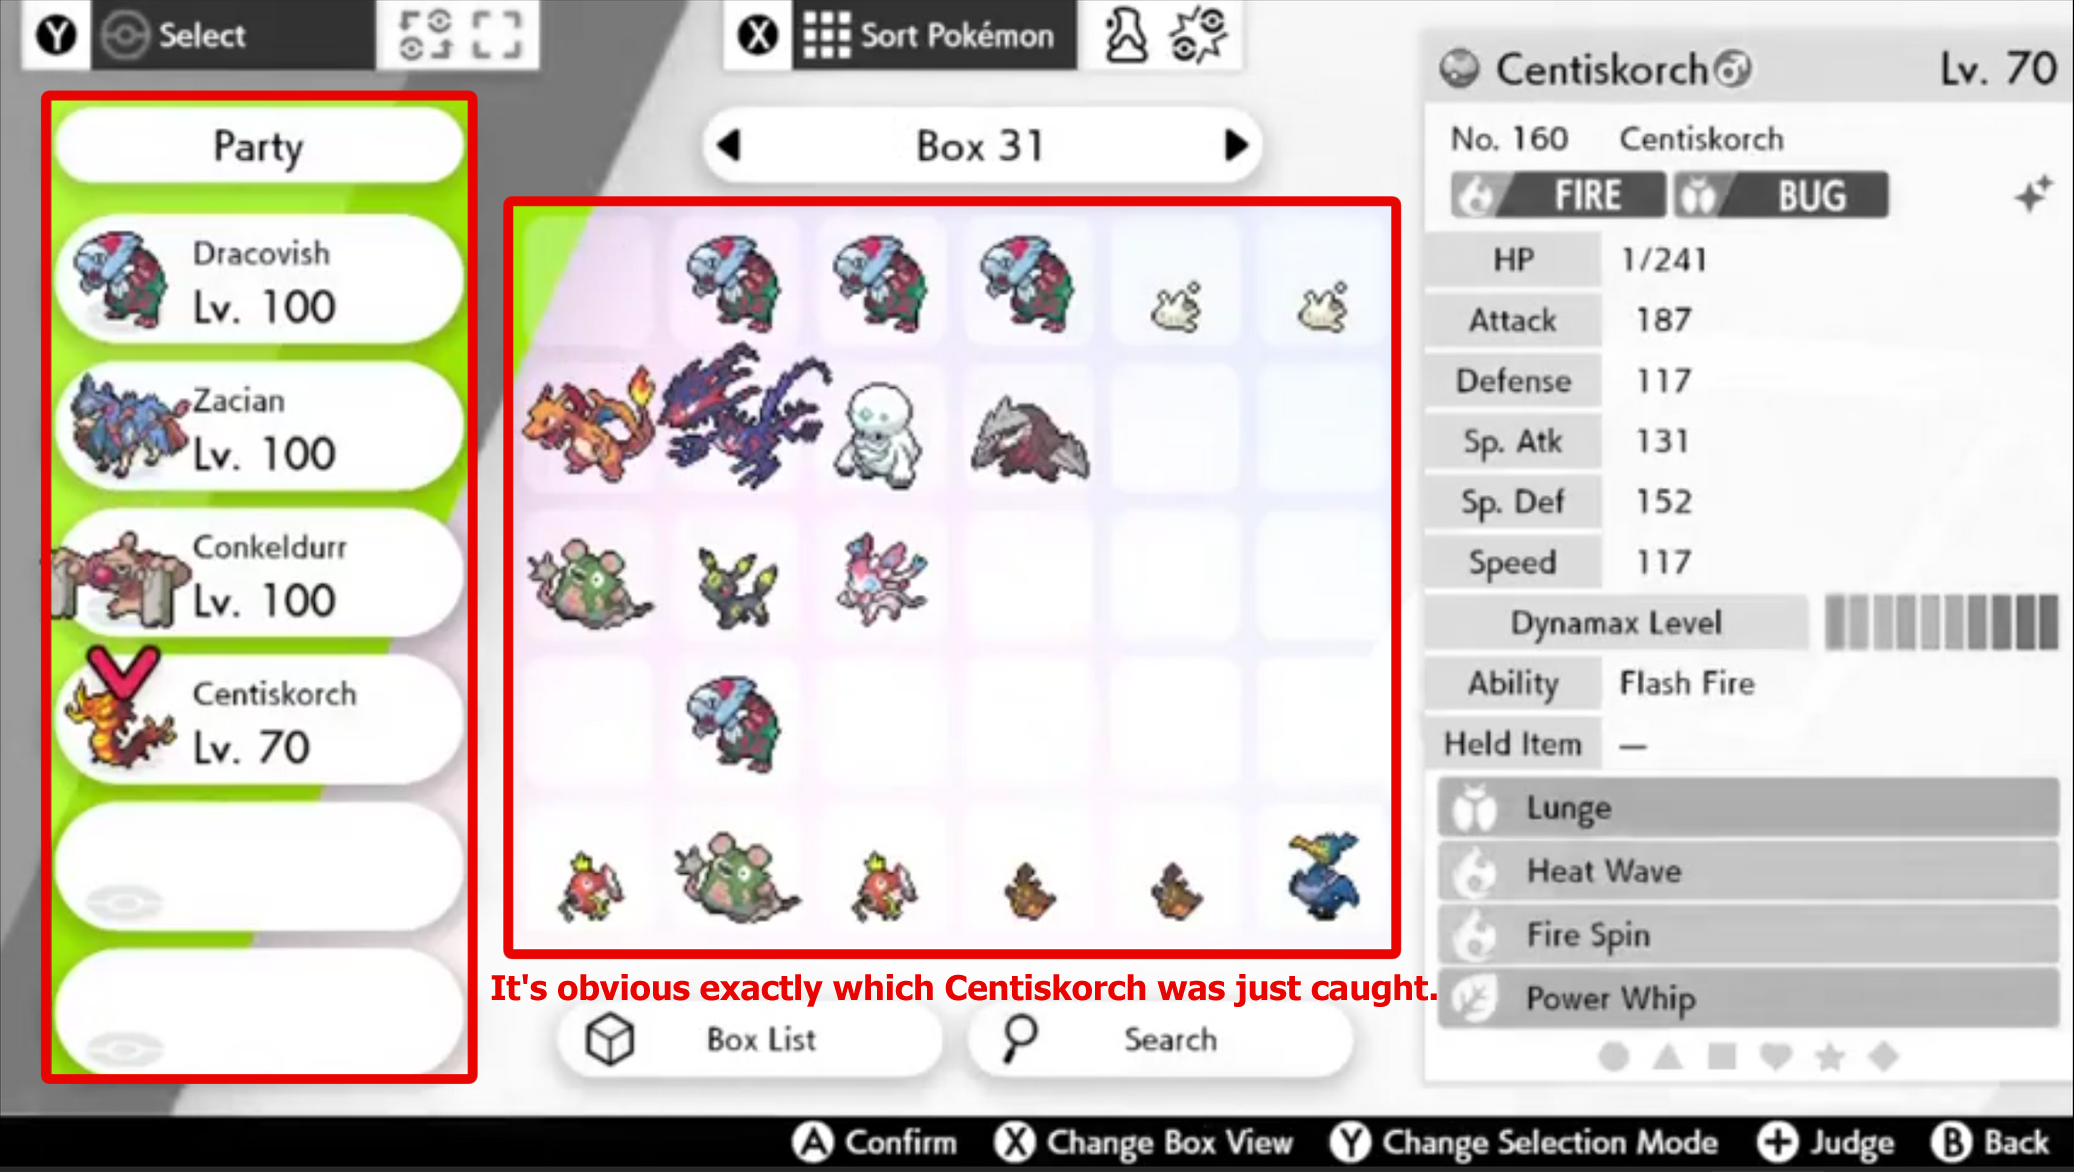 Y Select
X Sort Pokémon
Centiskorch Lv. 70
Party
Box 31
No. 160 Centiskorch
FIRE BUG
Dracovish
Lv. 100
Zacian
Lv. 100
Conkeldurr
Lv. 100
Centiskorch
Lv. 70
HP 1/241
Attack 187
Defense 117
Sp. Atk 131
Sp. Def 152
Speed 117
Dynamax Level
Ability Flash Fire
Held Item —
Lunge
Heat Wave
Fire Spin
Power Whip
It's obvious exactly which Centiskorch was just caught.
Box List
Search
A Confirm X Change Box View Y Change Selection Mode + Judge B Back